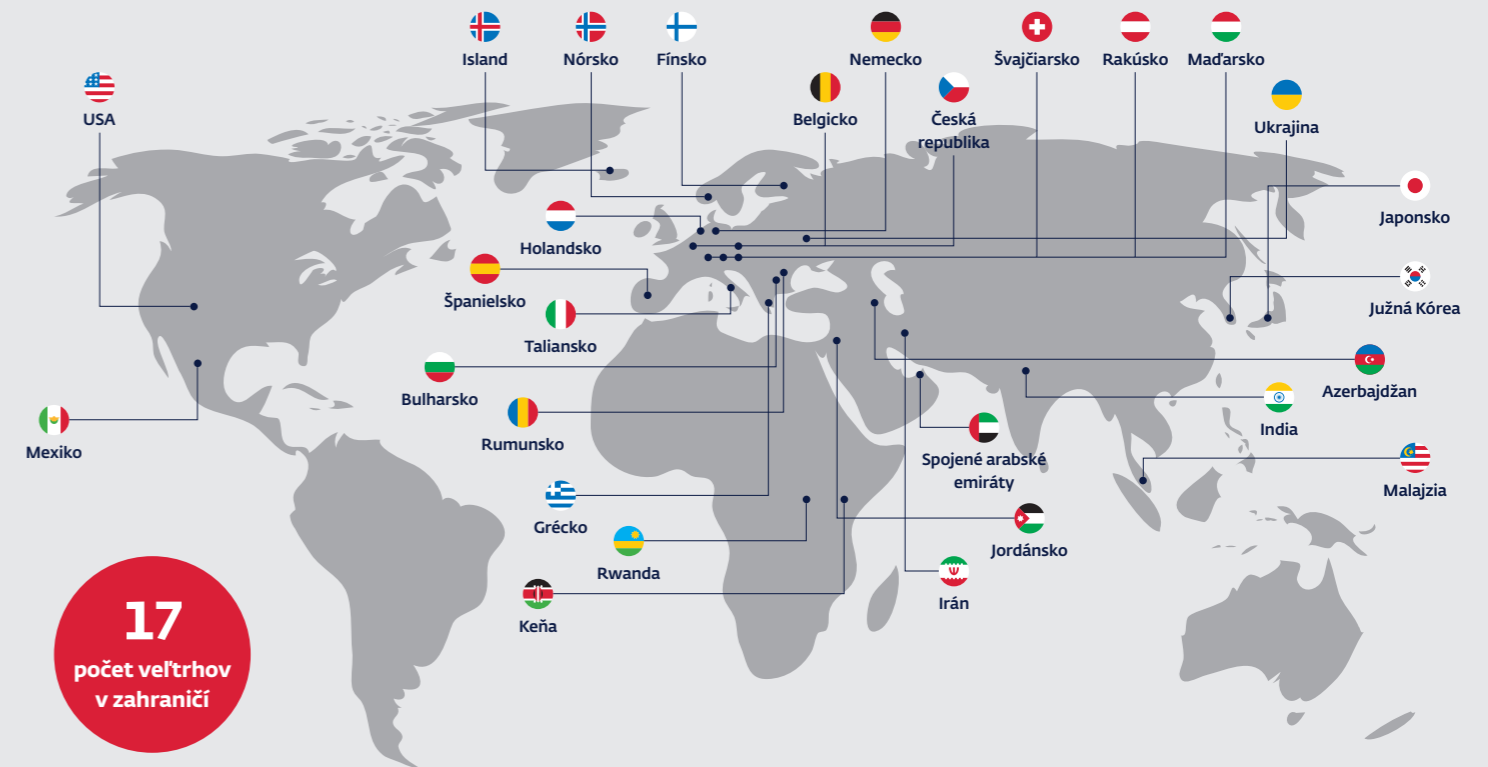 Island
Nórsko
Fínsko
Nemecko
Švajčiarsko
Rakúsko
Maďarsko
USA
Belgicko
Česká
republika
Ukrajina
Japonsko
Holandsko
Španielsko
Južná Kórea
Taliansko
Bulharsko
Azerbajdžan
Rumunsko
India
Mexiko
Spojené arabské
emiráty
Malajzia
Grécko
Jordánsko
Rwanda
Irán
Keňa
17
počet veľtrhov
v zahraničí